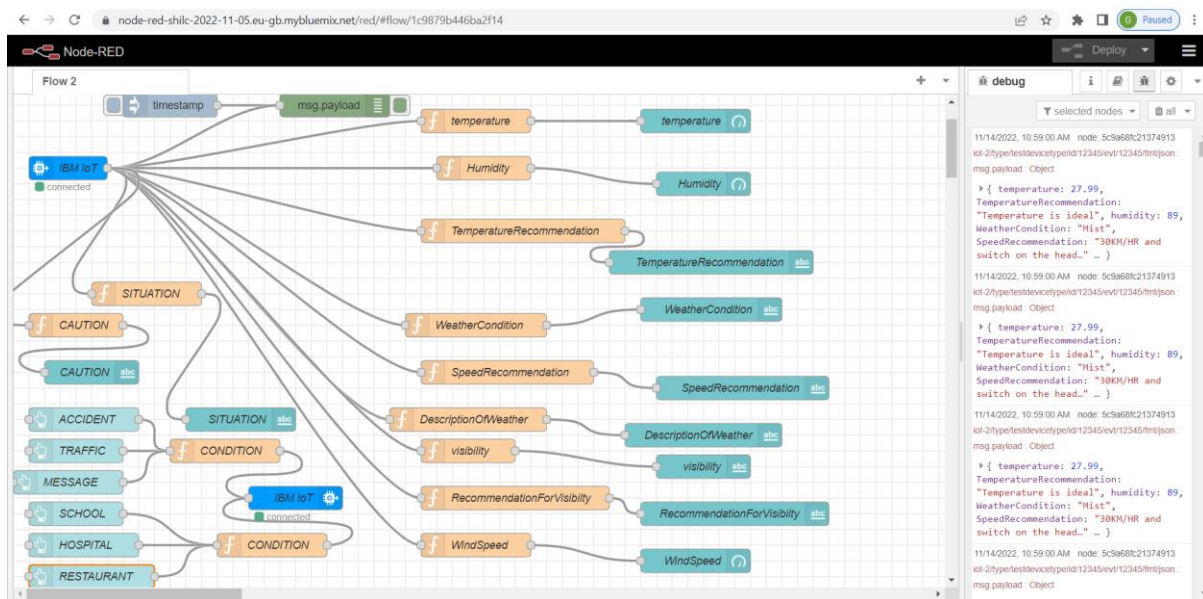 node-red-shilc-2022-11-05.eu-gb.mybluemix.net/red/#flow/1c9879b446ba2f14
G Paused
Node-RED
Deploy
Flow 2
timestamp
msg.payload
temperature
temperature
IBM IoT
connected
Humidity
Humidity
TemperatureRecommendation
TemperatureRecommendation abc
SITUATION
WeatherCondition abc
CAUTION
WeatherCondition
CAUTION abc
SpeedRecommendation
SpeedRecommendation abc
ACCIDENT
SITUATION abc
DescriptionOfWeather
DescriptionOfWeather abc
TRAFFIC
CONDITION
visibility
visibility abc
MESSAGE
IBM IoT
connected
RecommendationForVisibilty
RecommendationForVisibilty abc
SCHOOL
HOSPITAL
CONDITION
WindSpeed
WindSpeed
RESTAURANT
debug
i
selected nodes
all
11/14/2022, 10:59:00 AM node: 5c9a68fc21374913
iot-2/type/testdevicetype/id/12345/evt/12345/fmt/json :
msg.payload : Object
{ temperature: 27.99,
TemperatureRecommendation:
"Temperature is ideal", humidity: 89,
WeatherCondition: "Mist",
SpeedRecommendation: "30KM/HR and
switch on the head…" … }
11/14/2022, 10:59:00 AM node: 5c9a68fc21374913
iot-2/type/testdevicetype/id/12345/evt/12345/fmt/json :
msg.payload : Object
{ temperature: 27.99,
TemperatureRecommendation:
"Temperature is ideal", humidity: 89,
WeatherCondition: "Mist",
SpeedRecommendation: "30KM/HR and
switch on the head…" … }
11/14/2022, 10:59:00 AM node: 5c9a68fc21374913
iot-2/type/testdevicetype/id/12345/evt/12345/fmt/json :
msg.payload : Object
{ temperature: 27.99,
TemperatureRecommendation:
"Temperature is ideal", humidity: 89,
WeatherCondition: "Mist",
SpeedRecommendation: "30KM/HR and
switch on the head…" … }
11/14/2022, 10:59:00 AM node: 5c9a68fc21374913
iot-2/type/testdevicetype/id/12345/evt/12345/fmt/json :
msg.payload : Object